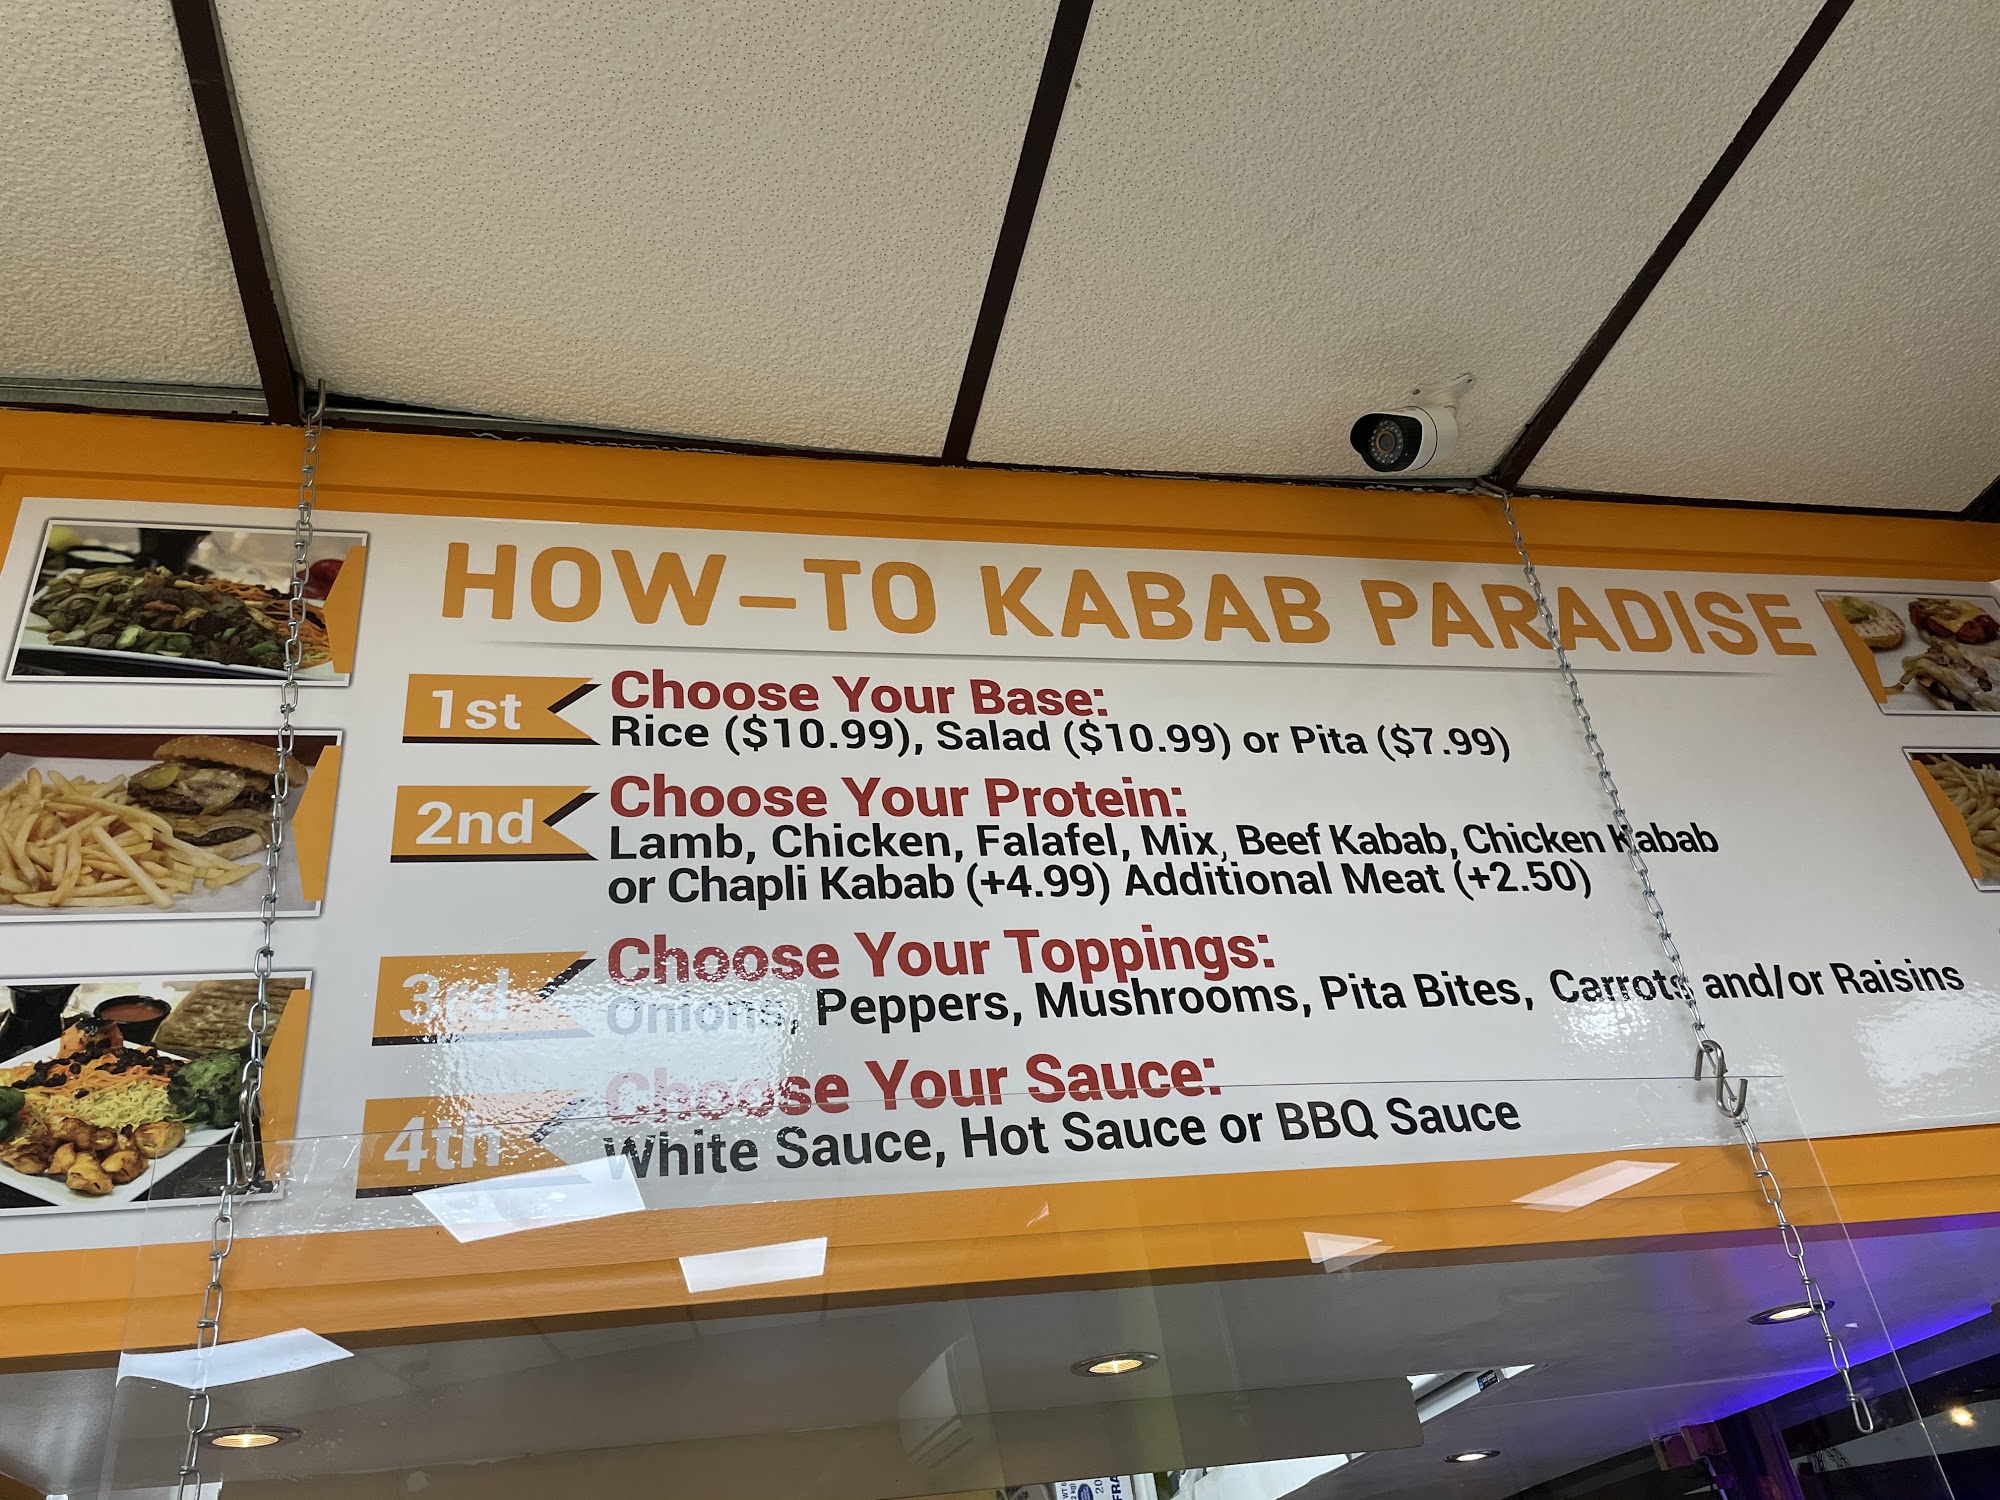 HOW-TO KABAB PARADISE
1st
Choose Your Base:
Rice ($10.99), Salad ($10.99) or Pita ($7.99)
2nd
Choose Your Protein:
Lamb, Chicken, Falafel, Mix, Beef Kabab, Chicken Kabab
or Chapli Kabab (+4.99) Additional Meat (+2.50)
3rd
Choose Your Toppings:
Onions, Peppers, Mushrooms, Pita Bites, Carrots and/or Raisins
4th
Choose Your Sauce:
White Sauce, Hot Sauce or BBQ Sauce